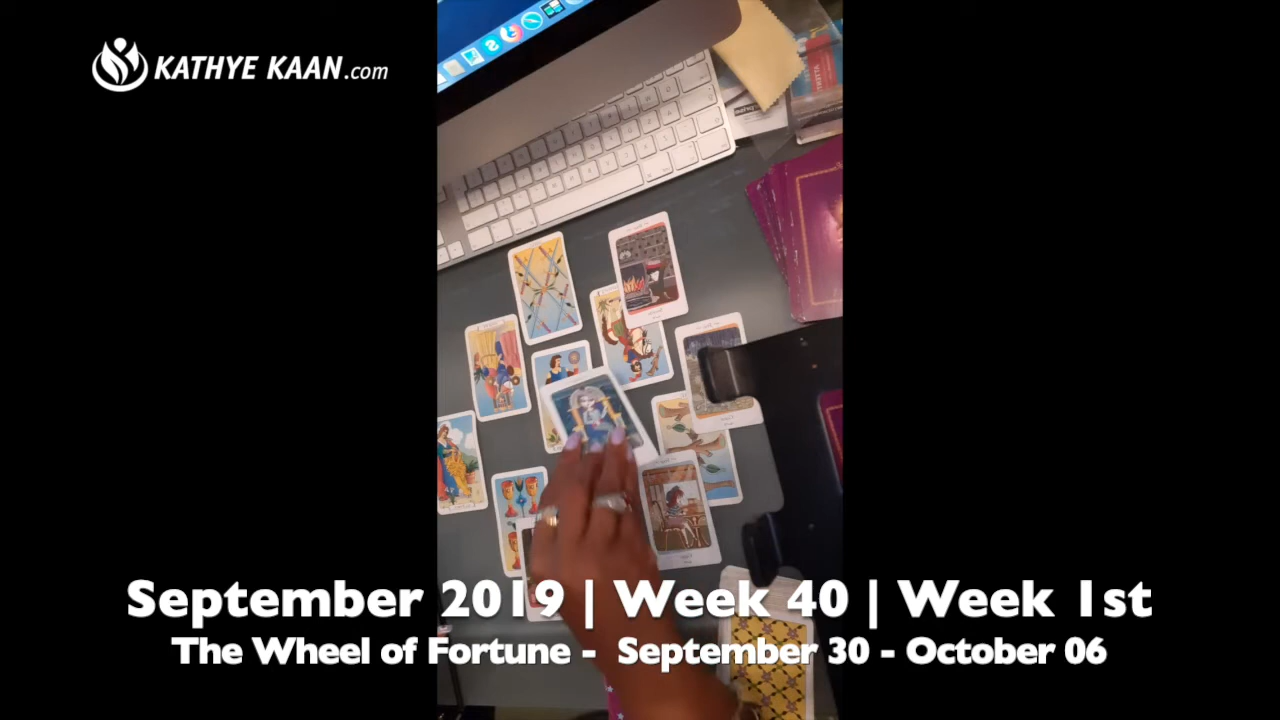 KATHYE KAAN.com
September 2019 | Week 40 | Week 1st
The Wheel of Fortune - September 30 - October 06